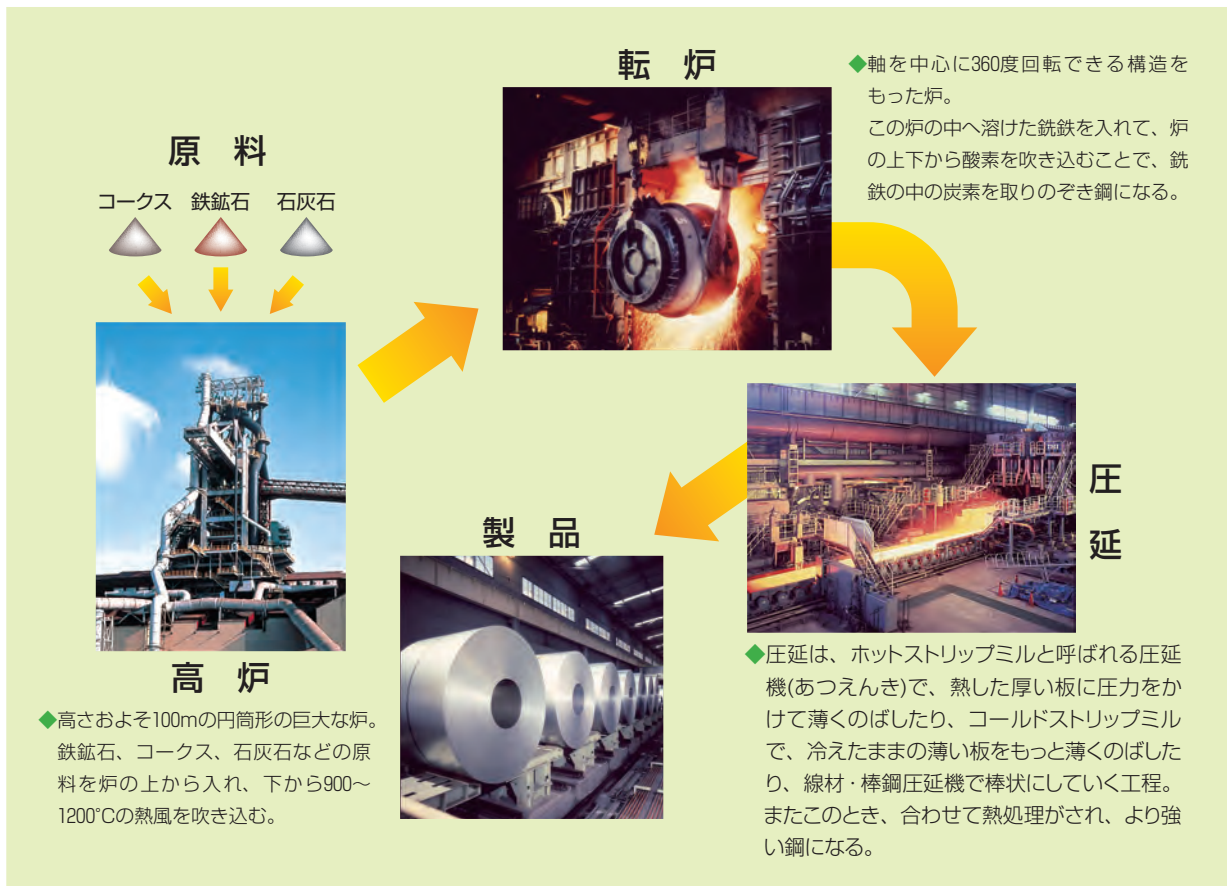 原 料
コークス 鉄鉱石 石灰石
高 炉
◆高さおよそ100mの円筒形の巨大な炉。
鉄鉱石、コークス、石灰石などの原
料を炉の上から入れ、下から900〜
1200°Cの熱風を吹き込む。
転 炉
◆軸を中心に360度回転できる構造を
もった炉。
この炉の中へ溶けた銑鉄を入れて、炉
の上下から酸素を吹き込むことで、銑
鉄の中の炭素を取りのぞき鋼になる。
圧
延
◆圧延は、ホットストリップミルと呼ばれる圧延
機(あつえんき)で、熱した厚い板に圧力をか
けて薄くのばしたり、コールドストリップミル
で、冷えたままの薄い板をもっと薄くのばした
り、線材・棒鋼圧延機で棒状にしていく工程。
またこのとき、合わせて熱処理がされ、より強
い鋼になる。
製 品